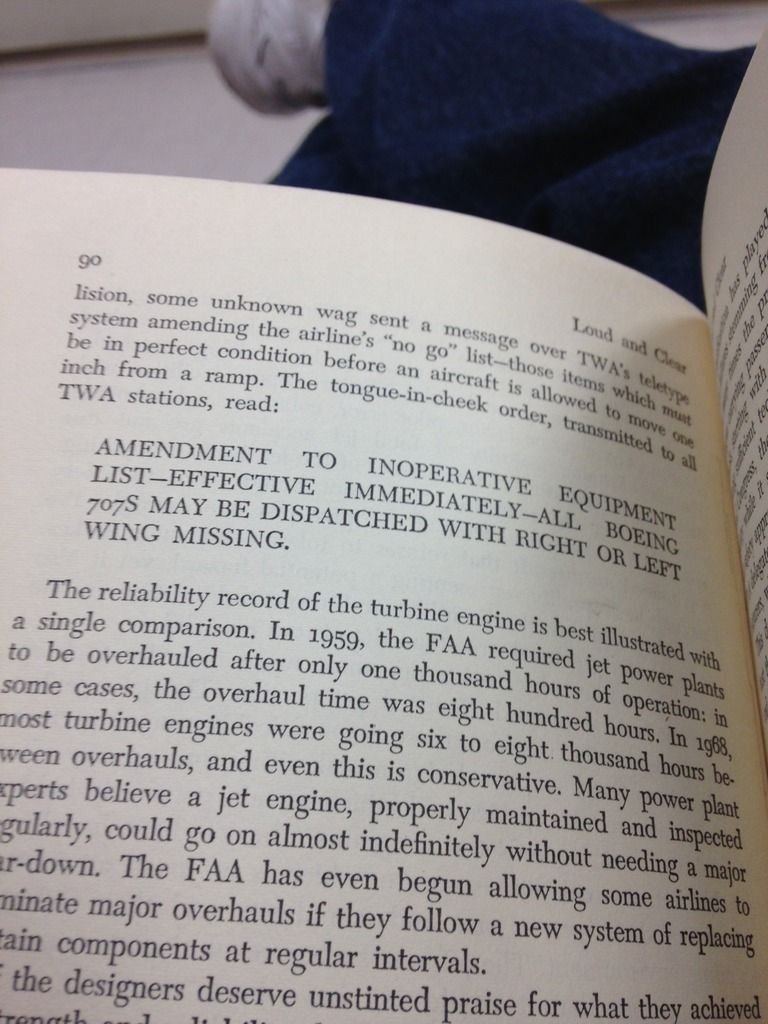 90
Loud and Clear
lision, some unknown wag sent a message over TWA's teletype
system amending the airline's "no go" list—those items which must
be in perfect condition before an aircraft is allowed to move one
inch from a ramp. The tongue-in-cheek order, transmitted to all
TWA stations, read:
AMENDMENT TO INOPERATIVE EQUIPMENT
LIST—EFFECTIVE IMMEDIATELY—ALL BOEING
707S MAY BE DISPATCHED WITH RIGHT OR LEFT
WING MISSING.
The reliability record of the turbine engine is best illustrated with
a single comparison. In 1959, the FAA required jet power plants
to be overhauled after only one thousand hours of operation: in
some cases, the overhaul time was eight hundred hours. In 1968,
most turbine engines were going six to eight thousand hours be-
ween overhauls, and even this is conservative. Many power plant
xperts believe a jet engine, properly maintained and inspected
gularly, could go on almost indefinitely without needing a major
ar-down. The FAA has even begun allowing some airlines to
minate major overhauls if they follow a new system of replacing
tain components at regular intervals.
the designers deserve unstinted praise for what they achieved